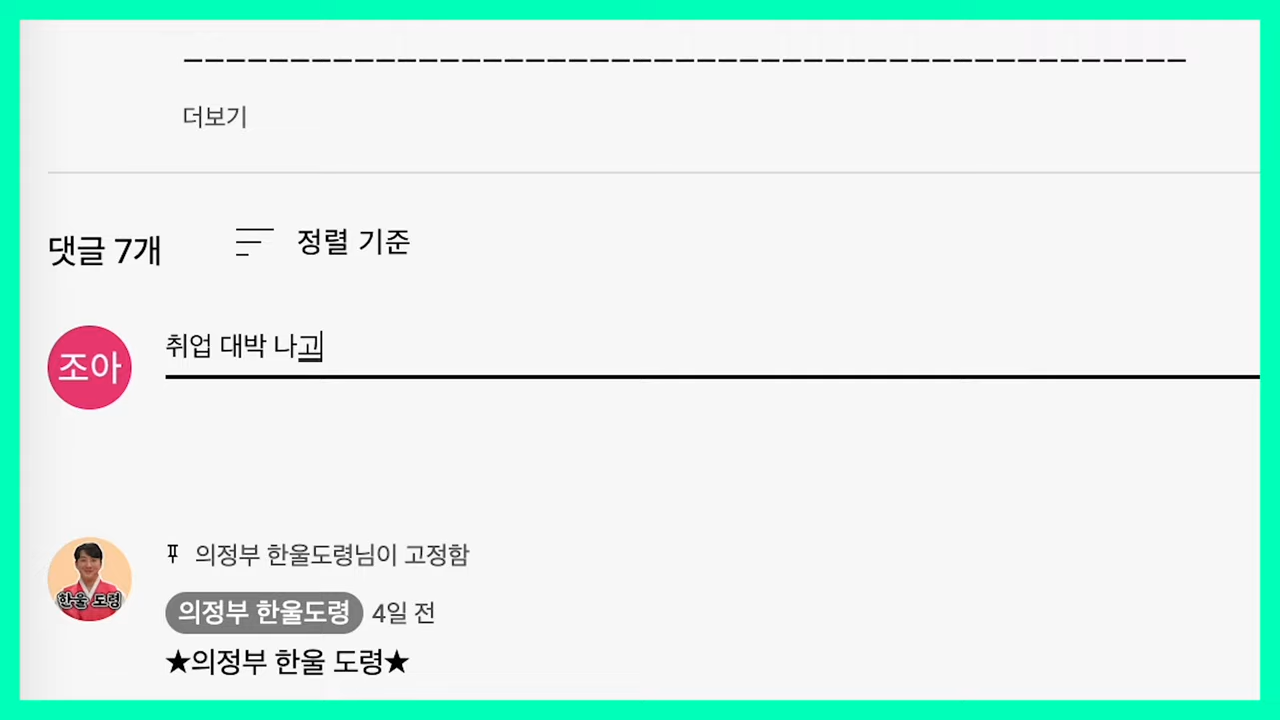 더보기
댓글 7개
정렬 기준
조아
취업 대박 나고
의정부 한울도령님이 고정함
한울 도령
의정부 한울도령 4일 전
★의정부 한울 도령★